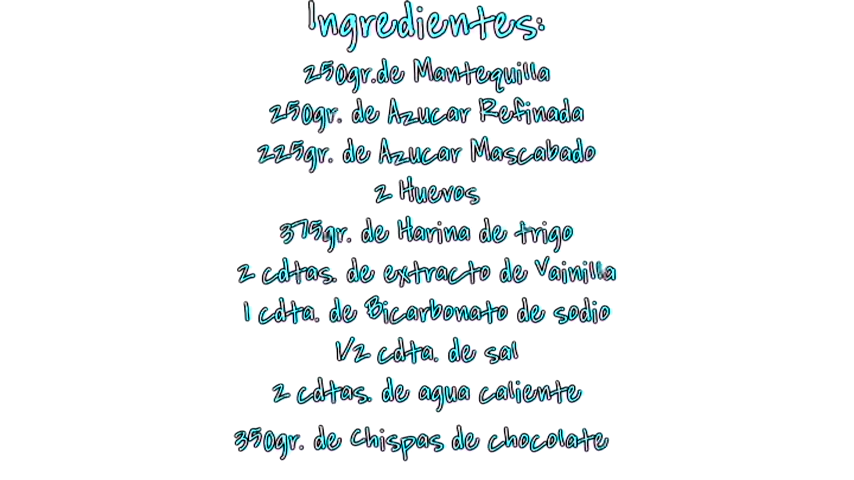 Ingredientes:
250gr.de Mantequilla
250gr. de Azucar Refinada
225gr. de Azucar Mascabado
2 Huevos
375gr. de Harina de trigo
2 cdtas. de extracto de Vainilla
1 cdta. de Bicarbonato de sodio
1/2 cdta. de sal
2 cdtas. de agua caliente
350gr. de Chispas de chocolate